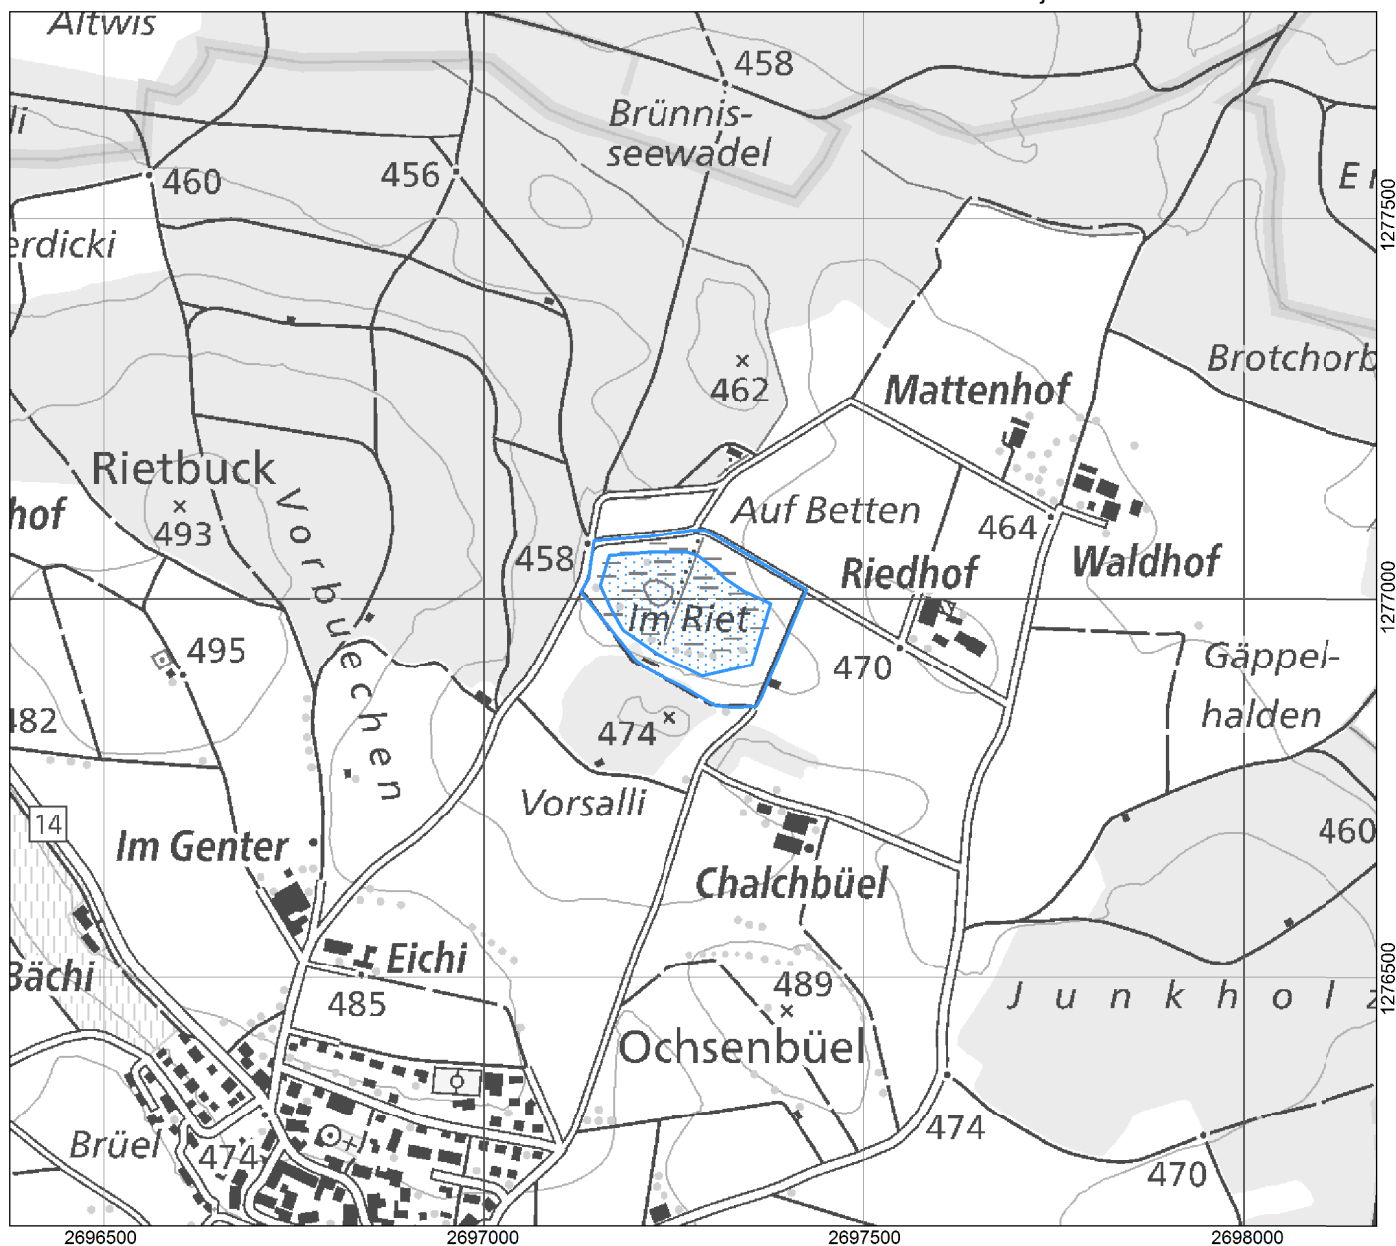 Altwis
458
Brünnis-
seewadel
460
456
erdicki
1277500
Brotchorb
462
Mattenhof
Rietbuck
493
hof
Vorbuechen
Auf Betten
464
458
Riedhof
Waldhof
1277000
Im Riet
495
470
Gäppel-
halden
482
474
Vorsalli
14
460
Im Genter
Chalchbüel
Eichi
Bächi
485
489
Junkholz
1276500
Ochsenbüel
474
Brüel
474
470
2696500
2697000
2697500
2698000